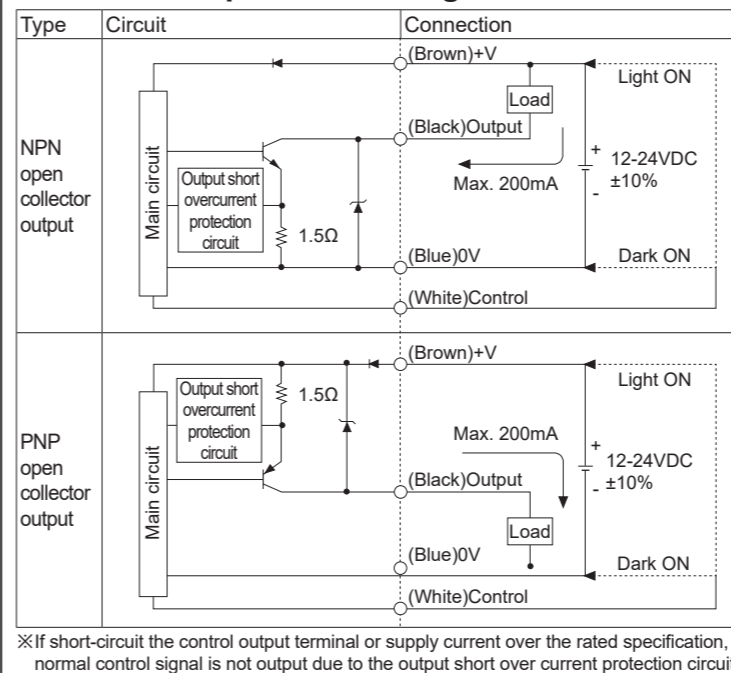 Type
Circuit
Connection
NPN
open
collector
output
Main circuit
Output short
overcurrent
protection
circuit
1.5Ω
(Brown)+V
Load
(Black)Output
Max. 200mA
(Blue)0V
(White)Control
Light ON
+
12-24VDC
±10%
-
Dark ON
PNP
open
collector
output
Main circuit
Output short
overcurrent
protection
circuit
1.5Ω
(Brown)+V
Max. 200mA
(Black)Output
Load
(Blue)0V
(White)Control
Light ON
+
12-24VDC
-
±10%
Dark ON
※If short-circuit the control output terminal or supply current over the rated specification,
normal control signal is not output due to the output short over current protection